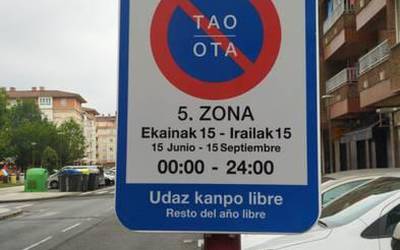 TAO
OTA
5. ZONA
Ekainak 15 - Irailak 15
15 Junio - 15 Septiembre
00:00 - 24:00
Udaz kanpo libre
Resto del año libre